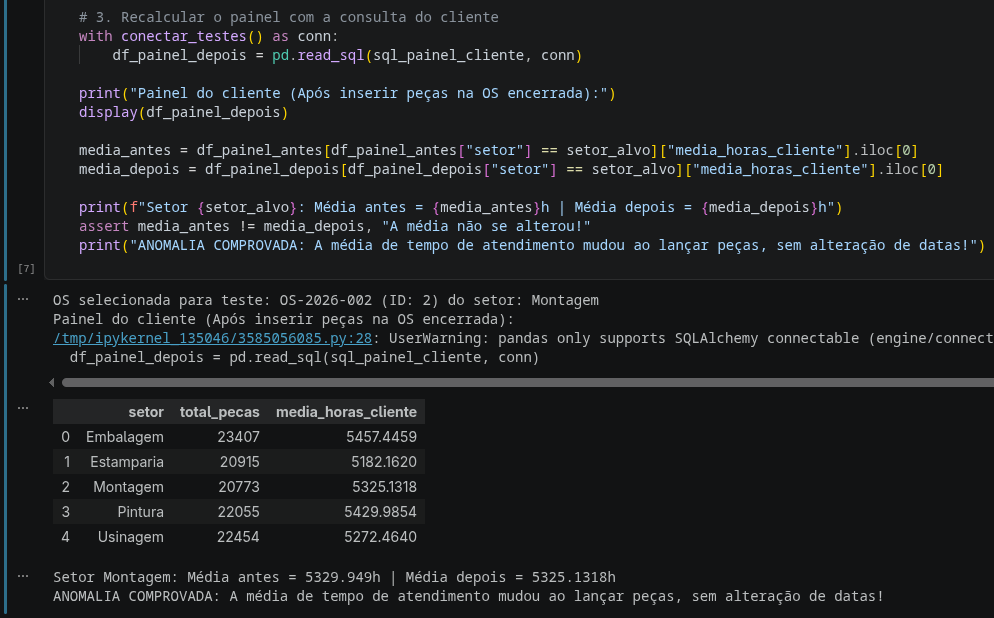 # 3. Recalcular o painel com a consulta do cliente
with conectar_testes() as conn:
    df_painel_depois = pd.read_sql(sql_painel_cliente, conn)

print("Painel do cliente (Após inserir peças na OS encerrada):")
display(df_painel_depois)

media_antes = df_painel_antes[df_painel_antes["setor"] == setor_alvo]["media_horas_cliente"].iloc[0]
media_depois = df_painel_depois[df_painel_depois["setor"] == setor_alvo]["media_horas_cliente"].iloc[0]

print(f"Setor {setor_alvo}: Média antes = {media_antes}h | Média depois = {media_depois}h")
assert media_antes != media_depois, "A média não se alterou!"
print("ANOMALIA COMPROVADA: A média de tempo de atendimento mudou ao lançar peças, sem alteração de datas!")
[7]
... OS selecionada para teste: OS-2026-002 (ID: 2) do setor: Montagem
Painel do cliente (Após inserir peças na OS encerrada):
/tmp/ipykernel_135046/3585056085.py:28: UserWarning: pandas only supports SQLAlchemy connectable (engine/connect
  df_painel_depois = pd.read_sql(sql_painel_cliente, conn)
...
setor total_pecas media_horas_cliente
0 Embalagem 23407 5457.4459
1 Estamparia 20915 5182.1620
2 Montagem 20773 5325.1318
3 Pintura 22055 5429.9854
4 Usinagem 22454 5272.4640
... Setor Montagem: Média antes = 5329.949h | Média depois = 5325.1318h
ANOMALIA COMPROVADA: A média de tempo de atendimento mudou ao lançar peças, sem alteração de datas!